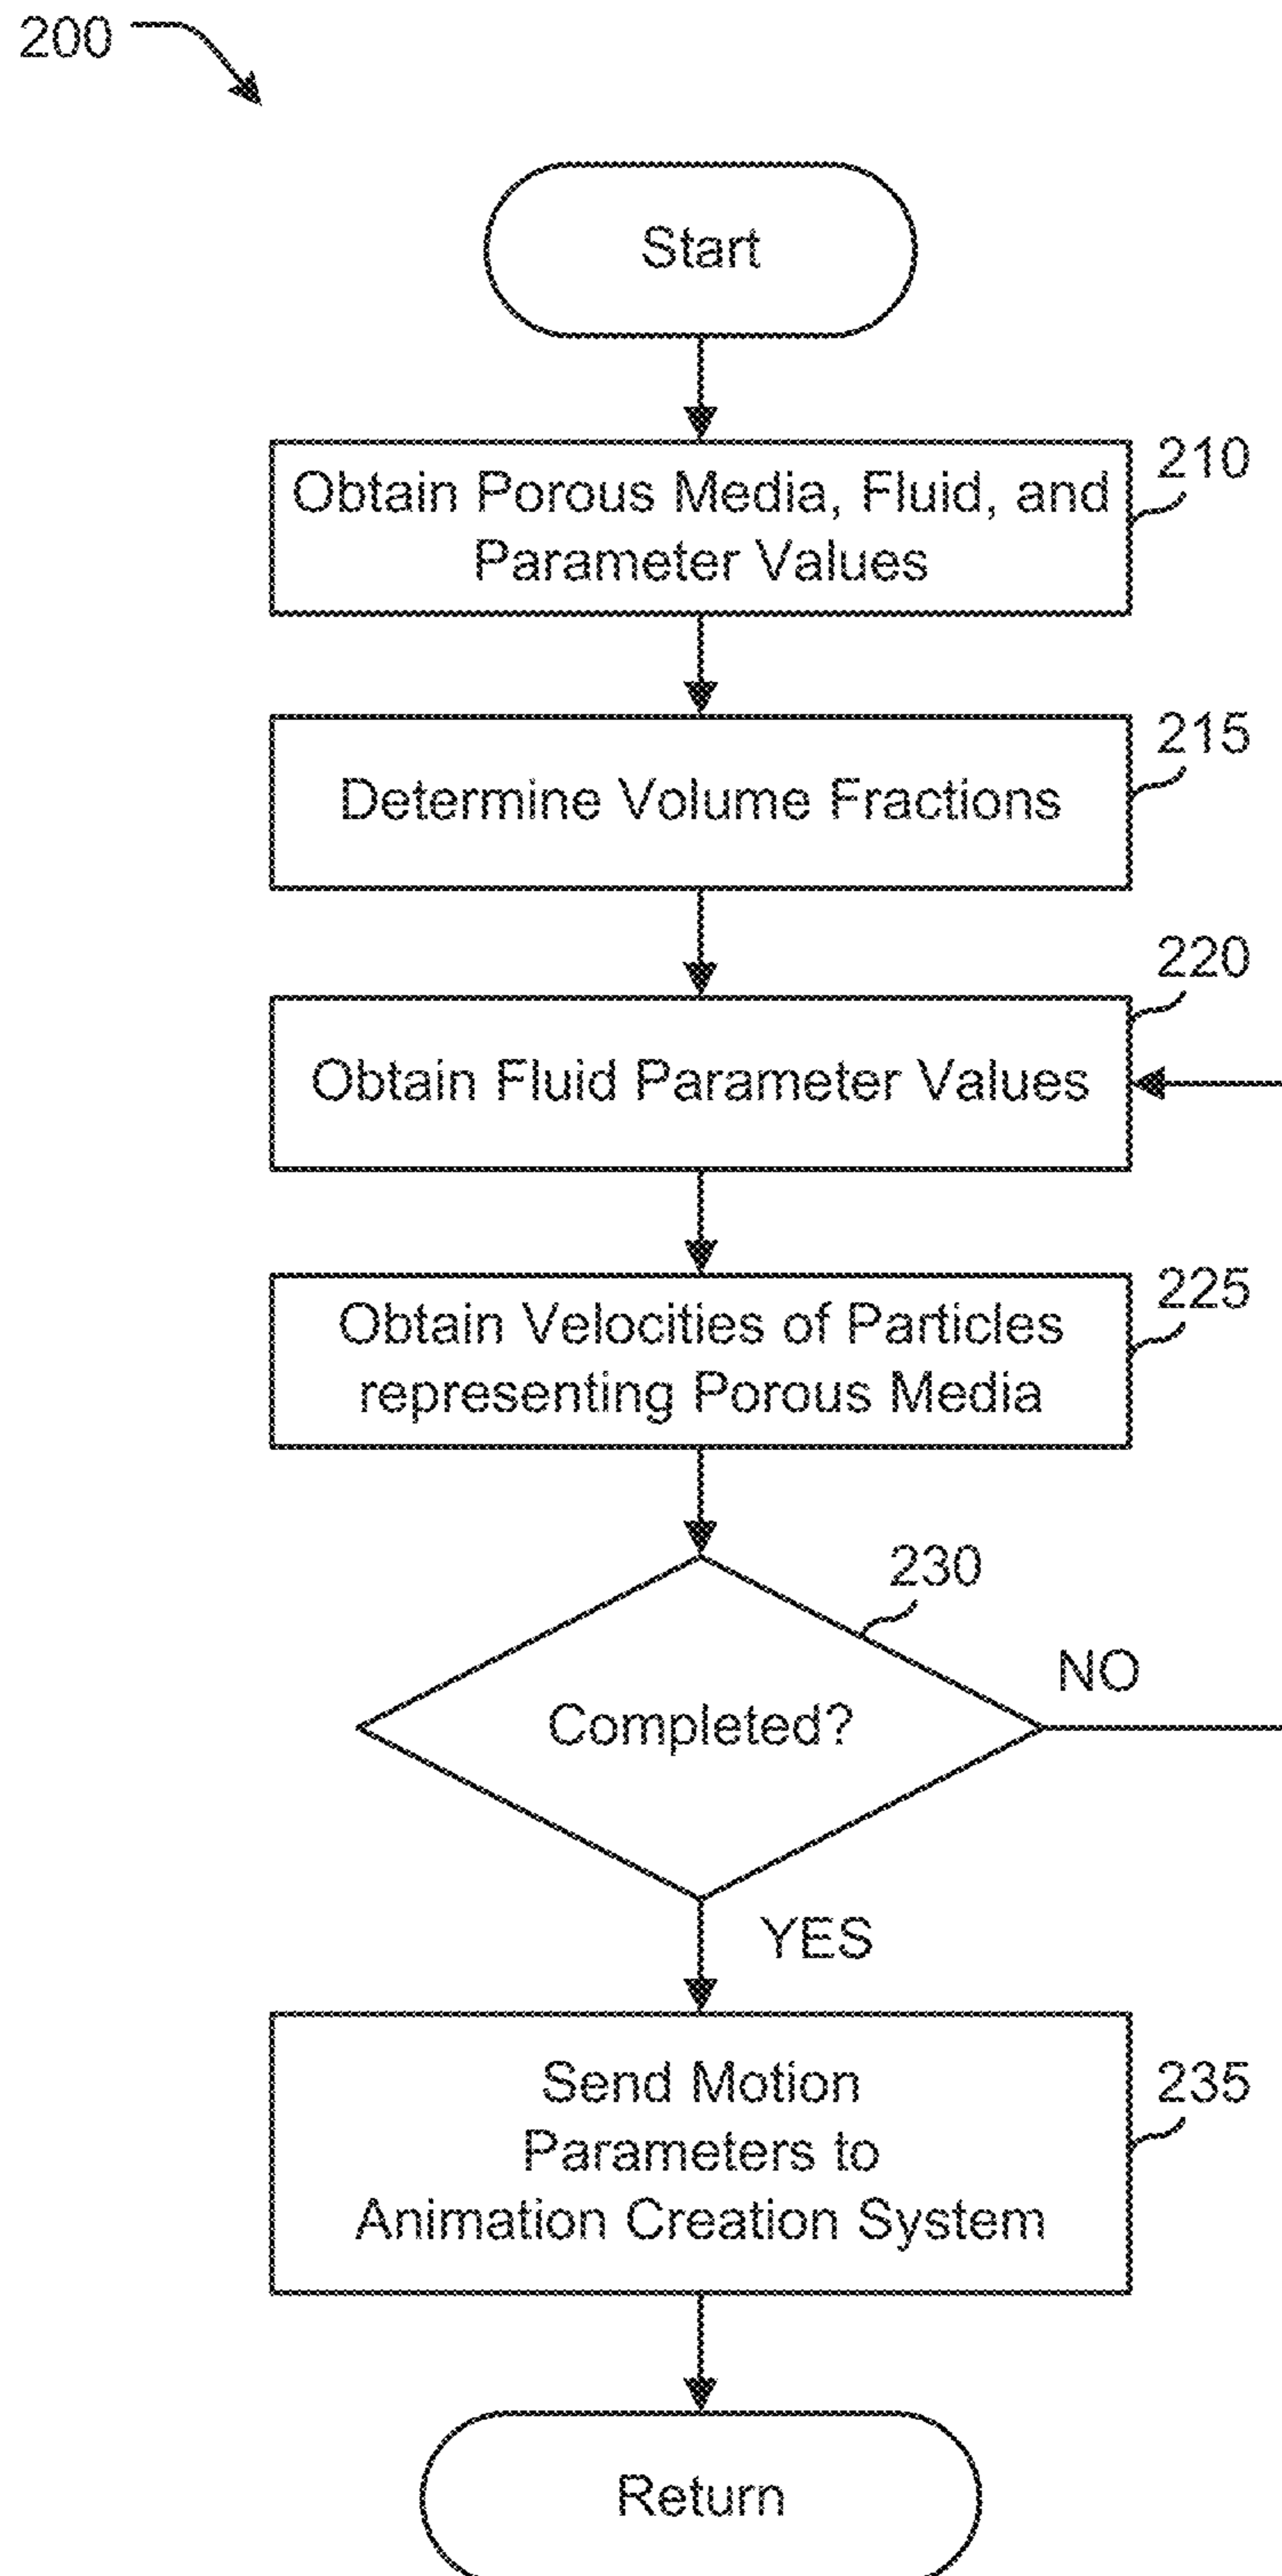 200
Start
Obtain Porous Media, Fluid, and
Parameter Values
210
Determine Volume Fractions
215
220
Obtain Fluid Parameter Values
Obtain Velocities of Particles
representing Porous Media
225
230
Completed?
NO
YES
Send Motion
Parameters to
Animation Creation System
235
Return